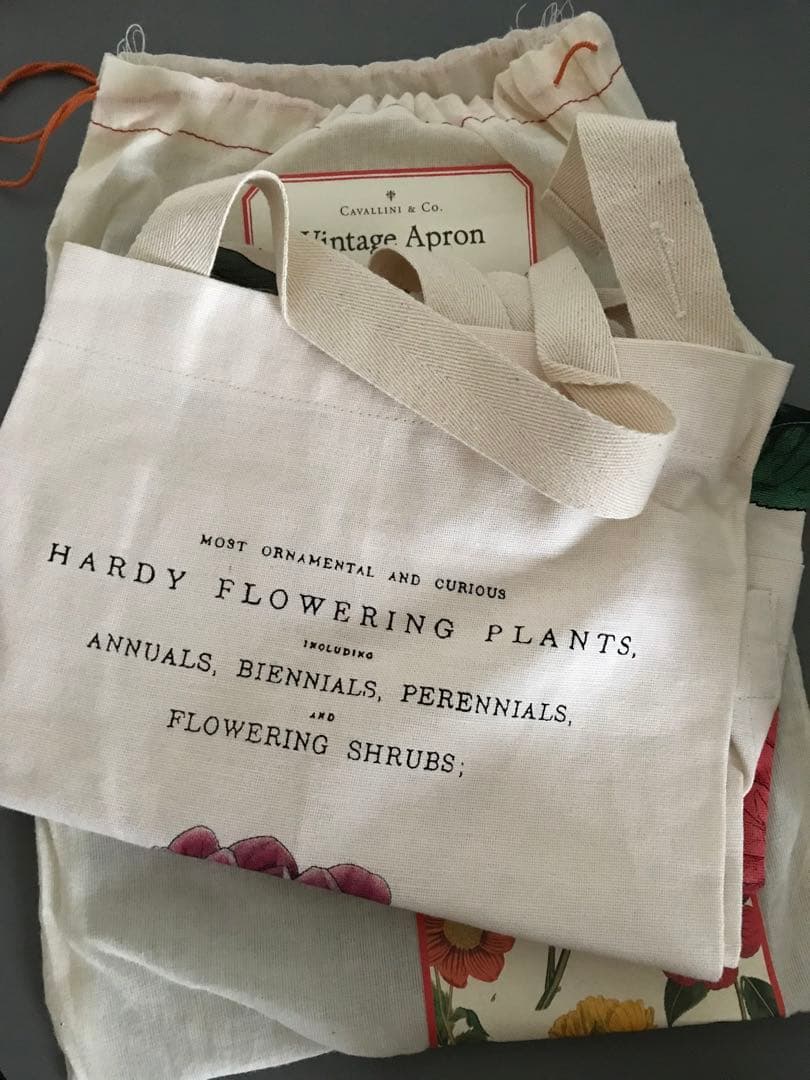 CAVALLINI & CO.
Vintage Apron
MOST ORNAMENTAL AND CURIOUS
HARDY FLOWERING PLANTS,
INCLUDING
ANNUALS, BIENNIALS, PERENNIALS,
AND
FLOWERING SHRUBS;